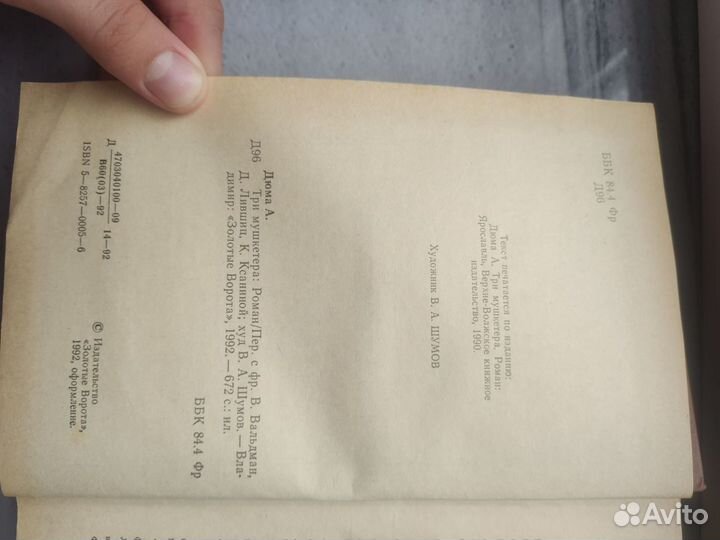 ББК 84.4 Фр
Д96
Текст печатается по изданию:
Дюма А. Три мушкетера. Роман:
Ярославль, Верхне-Волжское книжное
издательство, 1990.
Художник В. А. ШУМОВ
Дюма А.
Д96 Три мушкетера: Роман/Пер. с фр. В. Вальдман,
Д. Лившиц, К. Ксаниной; худ В. А. Шумов. — Вла-
димир: «Золотые Ворота», 1992. — 672 с.: ил.
ББК 84.4 Фр
Д 4703040100—09
В60(03)—92 14—92
ISBN 5—8257—0005—6
© Издательство
«Золотые Ворота»,
1992, оформление.
Avito